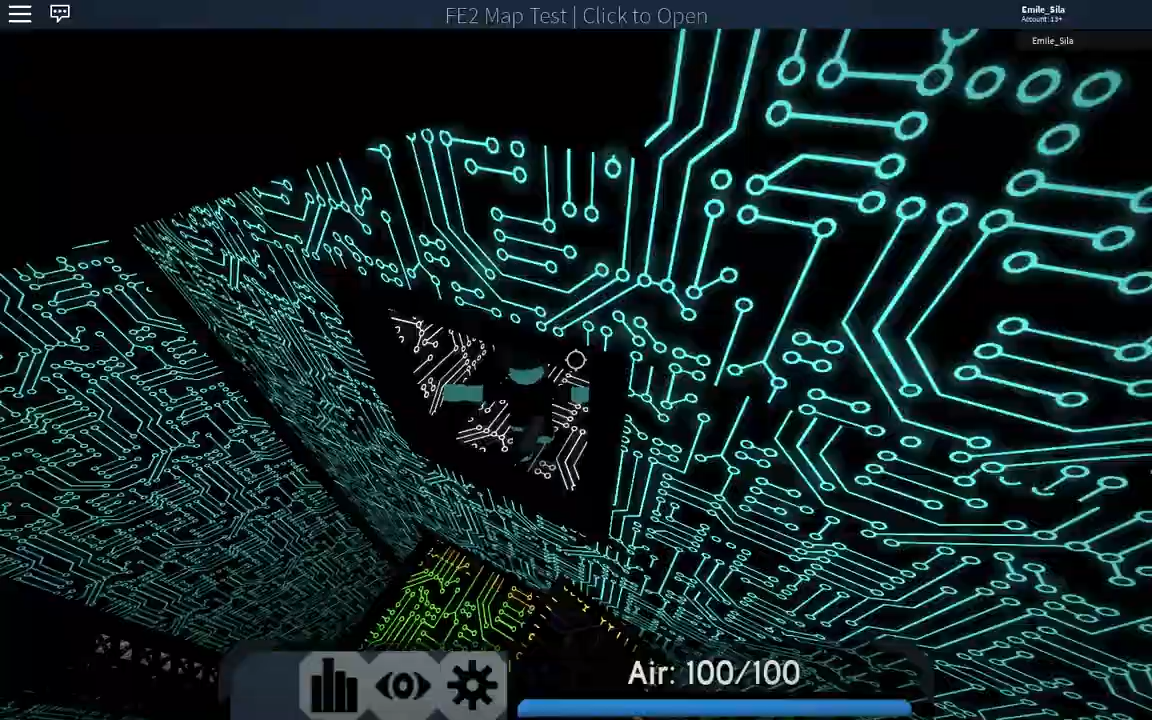 FE2 Map Test | Click to Open
Emile_Sila
Account: 13+
Emile_Sila
Air: 100/100